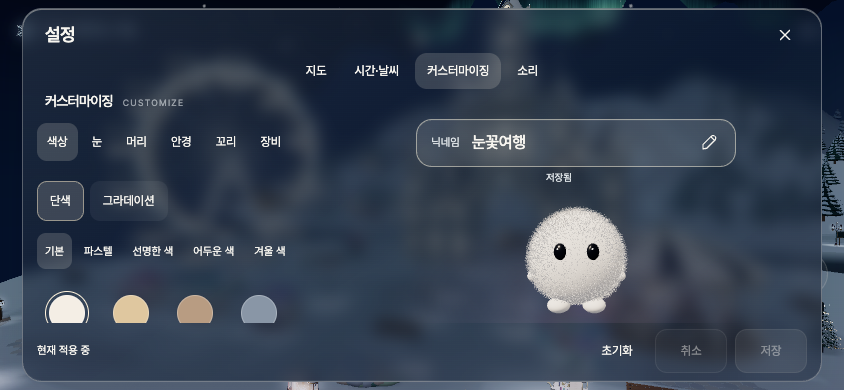 설정
지도 시간·날씨 커스터마이징 소리
커스터마이징 CUSTOMIZE
색상 눈 머리 안경 꼬리 장비
닉네임 눈꽃여행
저장됨
단색 그라데이션
기본 파스텔 선명한 색 어두운 색 겨울 색
현재 적용 중
초기화 취소 저장